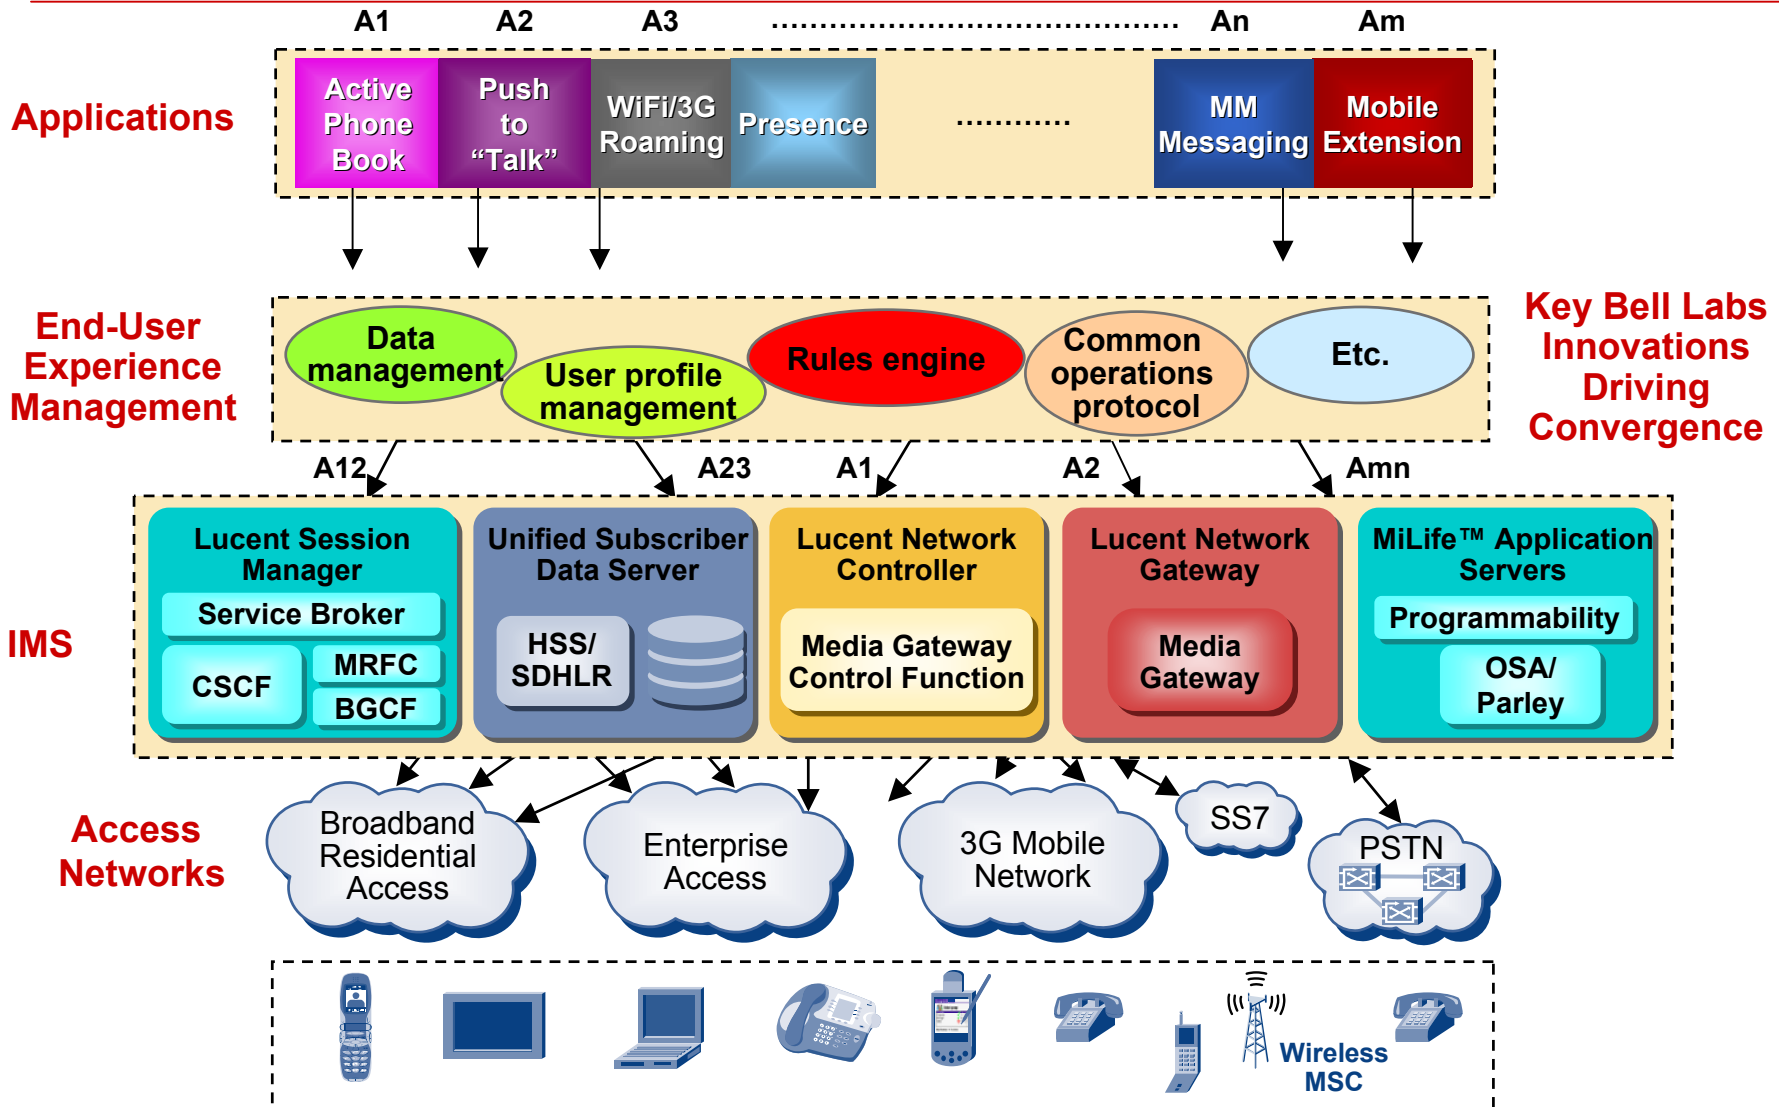 A1 A2 A3 ........................................ An Am
Applications
Active
Phone
Book
Push
to
“Talk”
WiFi/3G
Roaming
Presence
............
MM
Messaging
Mobile
Extension
End-User
Experience
Management
Data
management
User profile
management
Rules engine
Common
operations
protocol
Etc.
Key Bell Labs
Innovations
Driving
Convergence
A12 A23 A1 A2 Amn
IMS
Lucent Session
Manager
Service Broker
CSCF
MRFC
BGCF
Unified Subscriber
Data Server
HSS/
SDHLR
Lucent Network
Controller
Media Gateway
Control Function
Lucent Network
Gateway
Media
Gateway
MiLife™ Application
Servers
Programmability
OSA/
Parley
Access
Networks
Broadband
Residential
Access
Enterprise
Access
3G Mobile
Network
SS7
PSTN
Wireless
MSC